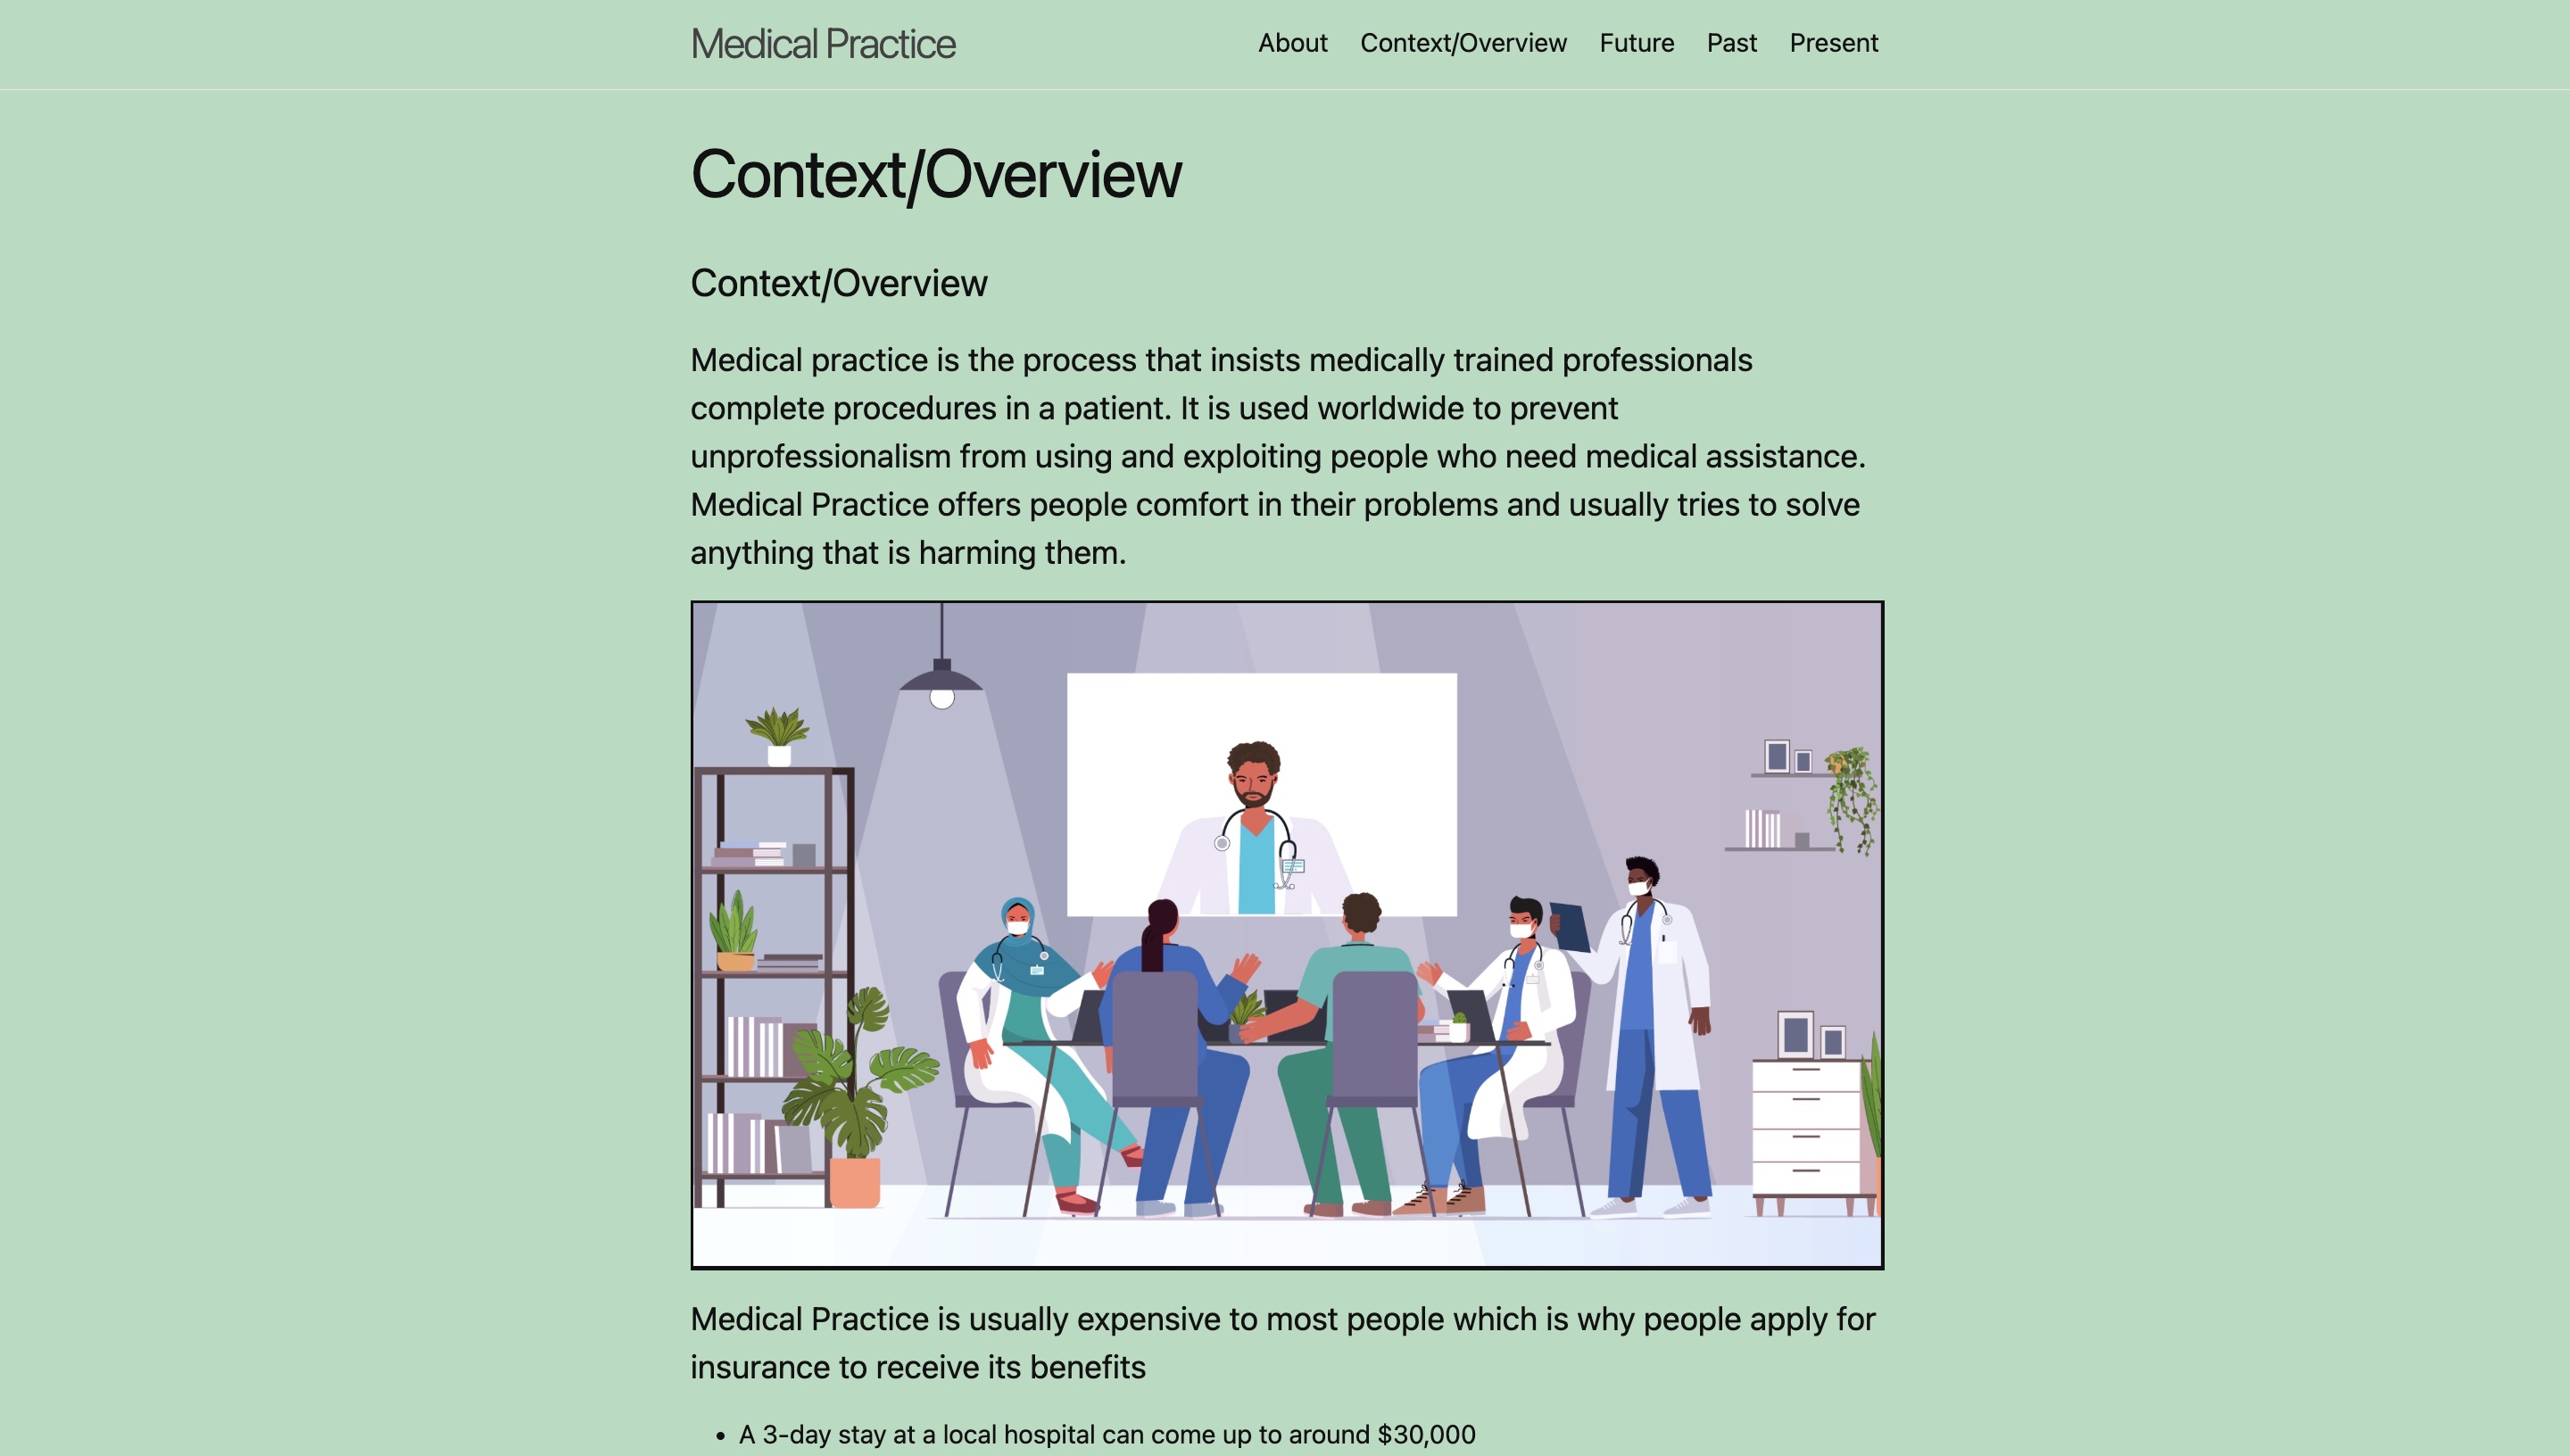 Medical Practice
About Context/Overview Future Past Present
Context/Overview
Context/Overview
Medical practice is the process that insists medically trained professionals
complete procedures in a patient. It is used worldwide to prevent
unprofessionalism from using and exploiting people who need medical assistance.
Medical Practice offers people comfort in their problems and usually tries to solve
anything that is harming them.
Medical Practice is usually expensive to most people which is why people apply for
insurance to receive its benefits
• A 3-day stay at a local hospital can come up to around $30,000